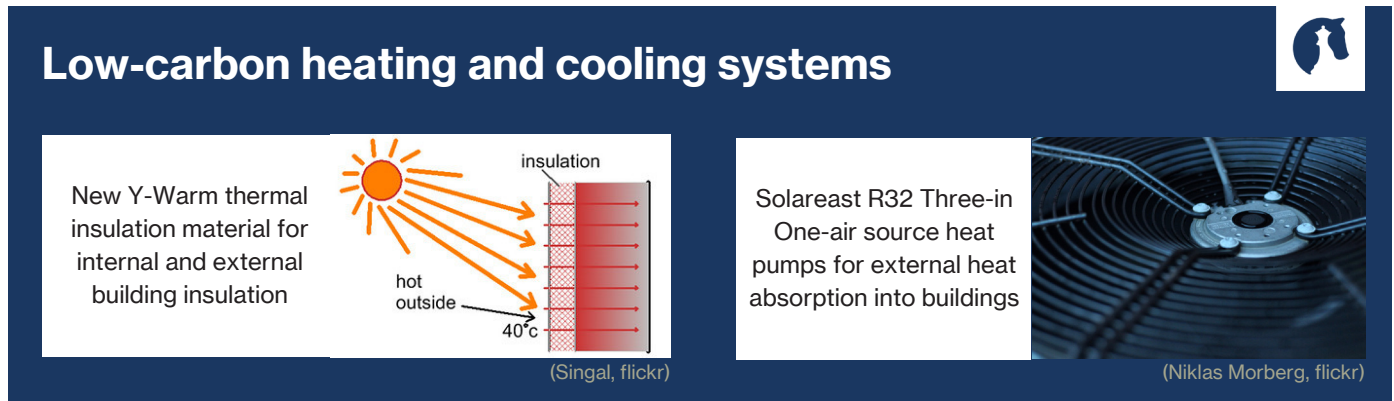 Low-carbon heating and cooling systems
New Y-Warm thermal
insulation material for
internal and external
building insulation
insulation
hot
outside
40°c
(Singal, flickr)
Solareast R32 Three-in
One-air source heat
pumps for external heat
absorption into buildings
(Niklas Morberg, flickr)